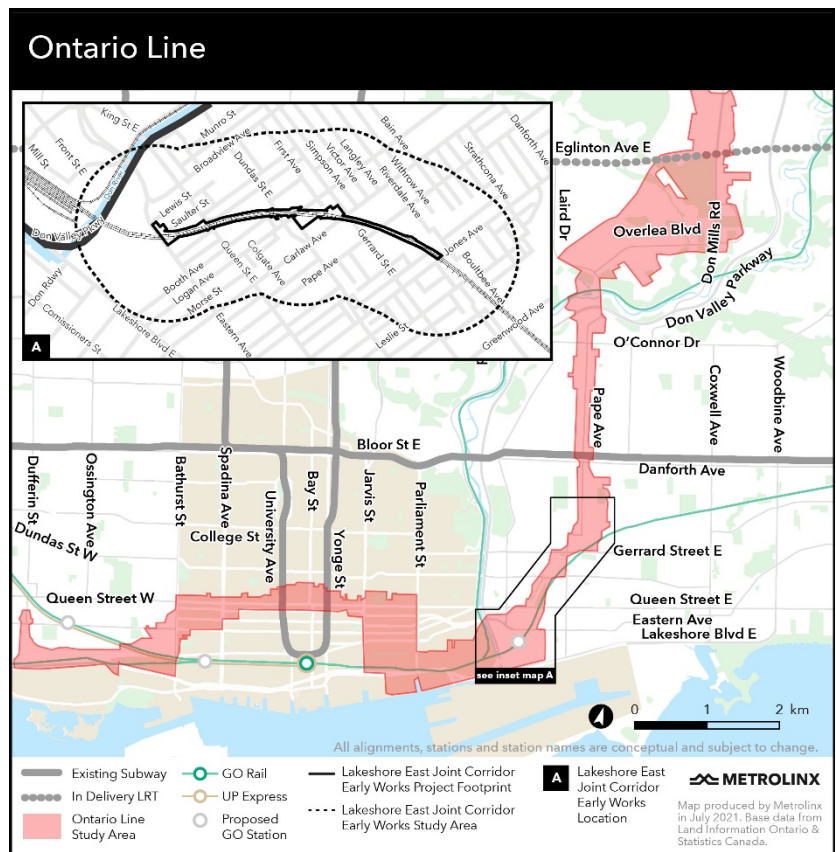 Ontario Line
King St E
Front St E
Mill St
Munro St
Broadview Ave
Dundas St E
First Ave
Simpson Ave
Victor Ave
Langley Ave
Bain Ave
Withrow Ave
Riverdale Ave
Strathcona Ave
Danforth Ave
Don River
Lewis St
Saulter St
Don Valley Pkwy
Don Rdwy
Comissioners St
Booth Ave
Logan Ave
Morse St
Queen St E
Colgate Ave
Carlaw Ave
Pape Ave
Gerrard St E
Jones Ave
Boultbee Ave
Lakeshore Blvd E
Eastern Ave
Leslie St
Greenwood Ave
A
Eglinton Ave E
Laird Dr
Overlea Blvd
Don Mills Rd
Don Valley Parkway
O'Connor Dr
Pape Ave
Coxwell Ave
Woodbine Ave
Bloor St E
Danforth Ave
Dufferin St
Ossington Ave
Bathurst St
Spadina Ave
University Ave
Bay St
Yonge St
Jarvis St
Parliament St
College St
Dundas St W
Gerrard Street E
Queen Street W
Queen Street E
Eastern Ave
Lakeshore Blvd E
see inset map A
0 1 2 km
All alignments, stations and station names are conceptual and subject to change.
Existing Subway
In Delivery LRT
Ontario Line
Study Area
GO Rail
UP Express
Proposed
GO Station
Lakeshore East Joint Corridor
Early Works Project Footprint
Lakeshore East Joint Corridor
Early Works Study Area
A
Lakeshore East
Joint Corridor
Early Works
Location
METROLINX
Map produced by Metrolinx
in July 2021. Base data from
Land Information Ontario &
Statistics Canada.